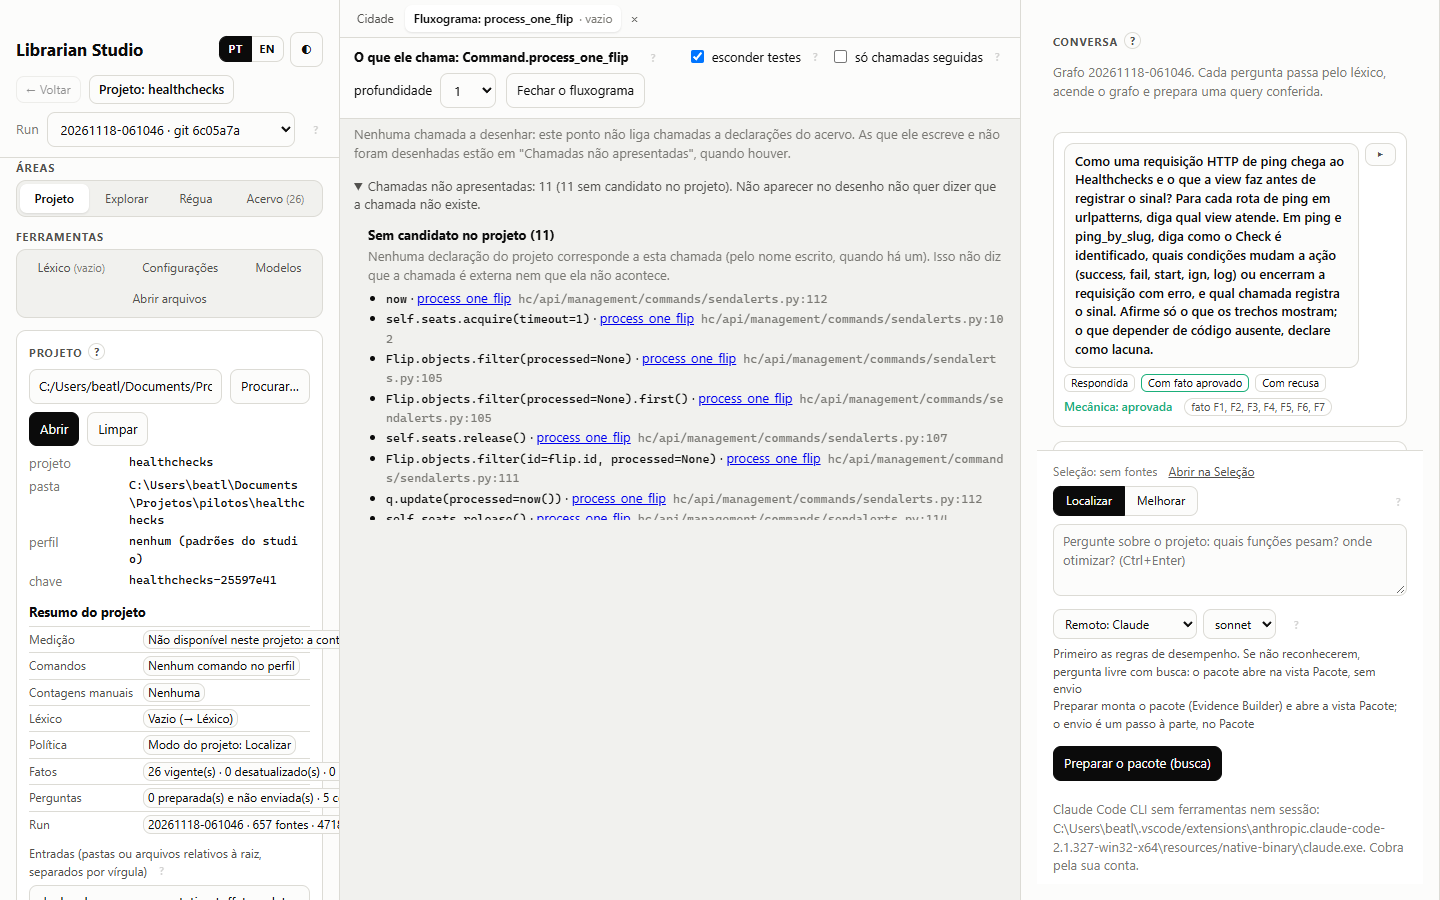 Librarian Studio
PT EN
← Voltar
Projeto: healthchecks
Run
20261118-061046 · git 6c05a7a
?
ÁREAS
Projeto
Explorar
Régua
Acervo (26)
FERRAMENTAS
Léxico (vazio)
Configurações
Modelos
Abrir arquivos
PROJETO ?
C:/Users/beatl/Documents/Prc
Procurar...
Abrir
Limpar
projeto healthchecks
pasta C:\Users\beatl\Documents
\Projetos\pilotos\healthc
hecks
perfil nenhum (padrões do studi
o)
chave healthchecks-25597e41
Resumo do projeto
Medição Não disponível neste projeto: a cont
Comandos Nenhum comando no perfil
Contagens manuais Nenhuma
Léxico Vazio (→ Léxico)
Política Modo do projeto: Localizar
Fatos 26 vigente(s) · 0 desatualizado(s) · 0
Perguntas 0 preparada(s) e não enviada(s) · 5 c
Run 20261118-061046 · 657 fontes · 4718
Entradas (pastas ou arquivos relativos à raiz,
separados por vírgula) ?
Cidade
Fluxograma: process_one_flip · vazio ×
O que ele chama: Command.process_one_flip ?
esconder testes ?
só chamadas seguidas ?
profundidade 1
Fechar o fluxograma
Nenhuma chamada a desenhar: este ponto não liga chamadas a declarações do acervo. As que ele escreve e não
foram desenhadas estão em "Chamadas não apresentadas", quando houver.
▼ Chamadas não apresentadas: 11 (11 sem candidato no projeto). Não aparecer no desenho não quer dizer que
a chamada não existe.
Sem candidato no projeto (11)
Nenhuma declaração do projeto corresponde a esta chamada (pelo nome escrito, quando há um). Isso não diz
que a chamada é externa nem que ela não acontece.
• now · process_one_flip hc/api/management/commands/sendalerts.py:112
• self.seats.acquire(timeout=1) · process_one_flip hc/api/management/commands/sendalerts.py:10
2
• Flip.objects.filter(processed=None) · process_one_flip hc/api/management/commands/sendalert
s.py:105
• Flip.objects.filter(processed=None).first() · process_one_flip hc/api/management/commands/se
ndalerts.py:105
• self.seats.release() · process_one_flip hc/api/management/commands/sendalerts.py:107
• Flip.objects.filter(id=flip.id, processed=None) · process_one_flip hc/api/management/command
s/sendalerts.py:111
• q.update(processed=now()) · process_one_flip hc/api/management/commands/sendalerts.py:112
• self.seats.release() · process_one_flip hc/api/management/commands/sendalerts.py:114
CONVERSA ?
Grafo 20261118-061046. Cada pergunta passa pelo léxico,
acende o grafo e prepara uma query conferida.
Como uma requisição HTTP de ping chega ao
Healthchecks e o que a view faz antes de
registrar o sinal? Para cada rota de ping em
urlpatterns, diga qual view atende. Em ping e
ping_by_slug, diga como o Check é
identificado, quais condições mudam a ação
(success, fail, start, ign, log) ou encerram a
requisição com erro, e qual chamada registra
o sinal. Afirme só o que os trechos mostram;
o que depender de código ausente, declare
como lacuna.
Respondida
Com fato aprovado
Com recusa
Mecânica: aprovada
fato F1, F2, F3, F4, F5, F6, F7
Seleção: sem fontes Abrir na Seleção
Localizar
Melhorar
?
Pergunte sobre o projeto: quais funções pesam? onde
otimizar? (Ctrl+Enter)
Remoto: Claude
sonnet
?
Primeiro as regras de desempenho. Se não reconhecerem,
pergunta livre com busca: o pacote abre na vista Pacote, sem
envio
Preparar monta o pacote (Evidence Builder) e abre a vista Pacote;
o envio é um passo à parte, no Pacote
Preparar o pacote (busca)
Claude Code CLI sem ferramentas nem sessão:
C:\Users\beatl\.vscode/extensions\anthropic.claude-code-
2.1.327-win32-x64\resources/native-binary\claude.exe. Cobra
pela sua conta.